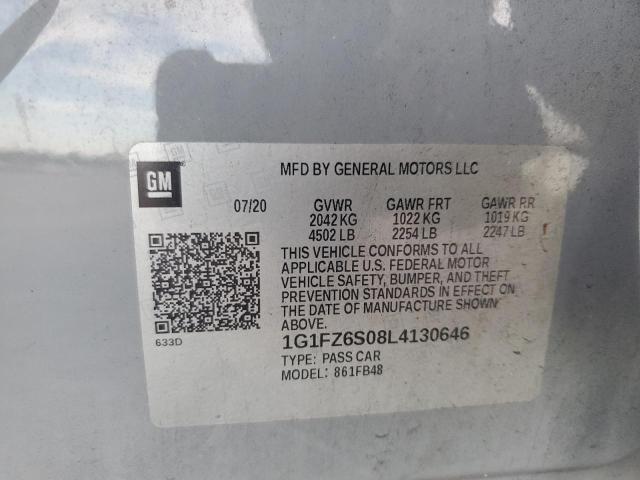 GM
MFD BY GENERAL MOTORS LLC
07/20 GVWR GAWR FRT GAWR RR
2042 KG 1022 KG 1019 KG
4502 LB 2254 LB 2247 LB
THIS VEHICLE CONFORMS TO ALL
APPLICABLE U.S. FEDERAL MOTOR
VEHICLE SAFETY, BUMPER, AND THEFT
PREVENTION STANDARDS IN EFFECT ON
THE DATE OF MANUFACTURE SHOWN
ABOVE.
633D
1G1FZ6S08L4130646
TYPE: PASS CAR
MODEL: 861FB48